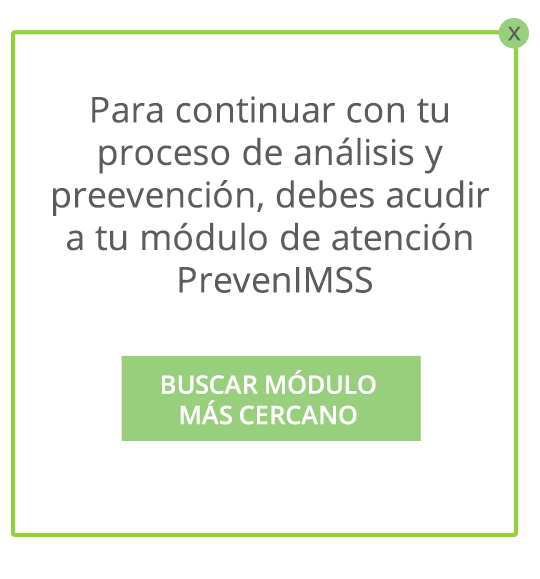 X
Para continuar con tu
proceso de análisis y
preevención, debes acudir
a tu módulo de atención
PrevenIMSS
BUSCAR MÓDULO
MÁS CERCANO